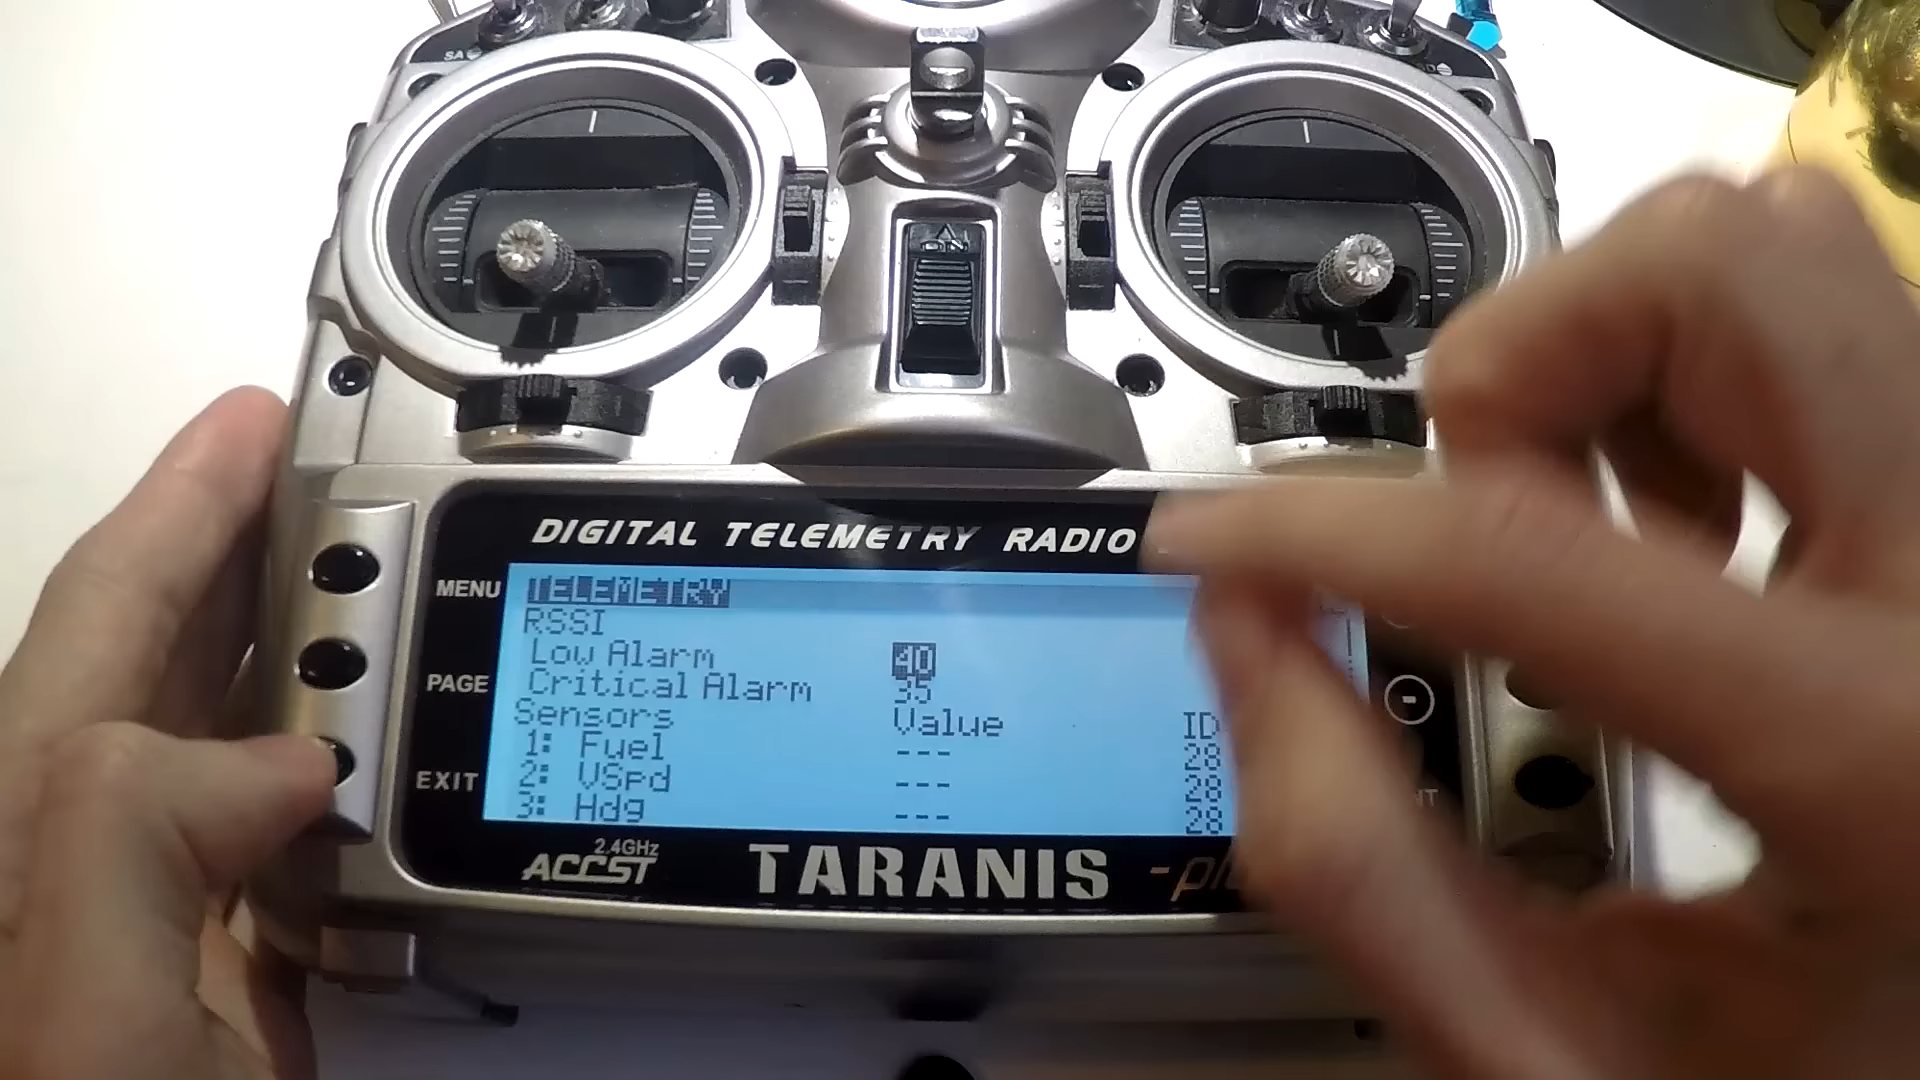 SA
DIGITAL TELEMETRY RADIO
MENU
PAGE
EXIT
TELEMETRY
RSSI
Low Alarm 40
Critical Alarm 35
Sensors Value ID
1: Fuel --- 28
2: VSpd --- 28
3: Hdg --- 28
-
2.4GHz
ACCST
TARANIS